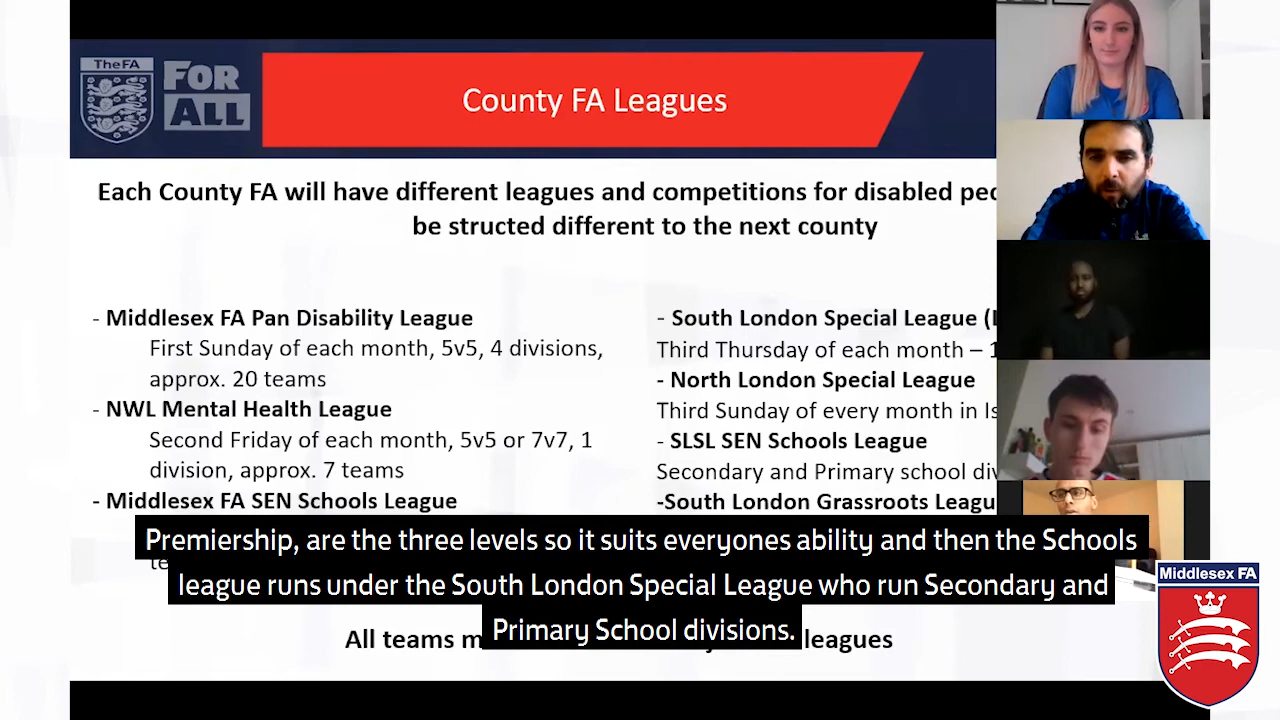 TheFA
FOR
ALL
County FA Leagues
Each County FA will have different leagues and competitions for disabled
be structed different to the next county
- Middlesex FA Pan Disability League
First Sunday of each month, 5v5, 4 divisions,
approx. 20 teams
- NWL Mental Health League
Second Friday of each month, 5v5 or 7v7, 1
division, approx. 7 teams
- Middlesex FA SEN Schools League
- South London Special League
Third Thursday of each month –
- North London Special League
Third Sunday of every month in
- SLSL SEN Schools League
Secondary and Primary school
-South London Grassroots
Premiership, are the three levels so it suits everyones ability and then the Schools
league runs under the South London Special League who run Secondary and
Primary School divisions.
All teams
leagues
Middlesex FA